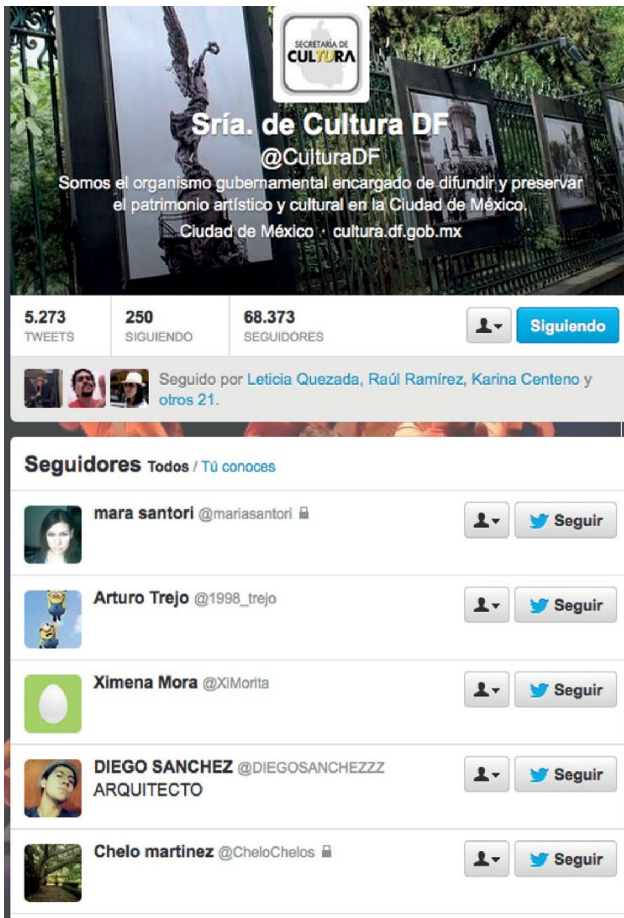 SECRETARÍA DE
CULTURA
Sría. de Cultura DF
@CulturaDF
Somos el organismo gubernamental encargado de difundir y preservar
el patrimonio artístico y cultural en la Ciudad de México.
Ciudad de México · cultura.df.gob.mx
5.273 250 68.373
TWEETS SIGUIENDO SEGUIDORES
Siguiendo
Seguido por Leticia Quezada, Raúl Ramírez, Karina Centeno y
otros 21.
Seguidores Todos / Tú conoces
mara santori @mariasantori
Seguir
Arturo Trejo @1998_trejo
Seguir
Ximena Mora @XiMorita
Seguir
DIEGO SANCHEZ @DIEGOSANCHEZZZ
ARQUITECTO
Seguir
Chelo martinez @CheloChelos
Seguir